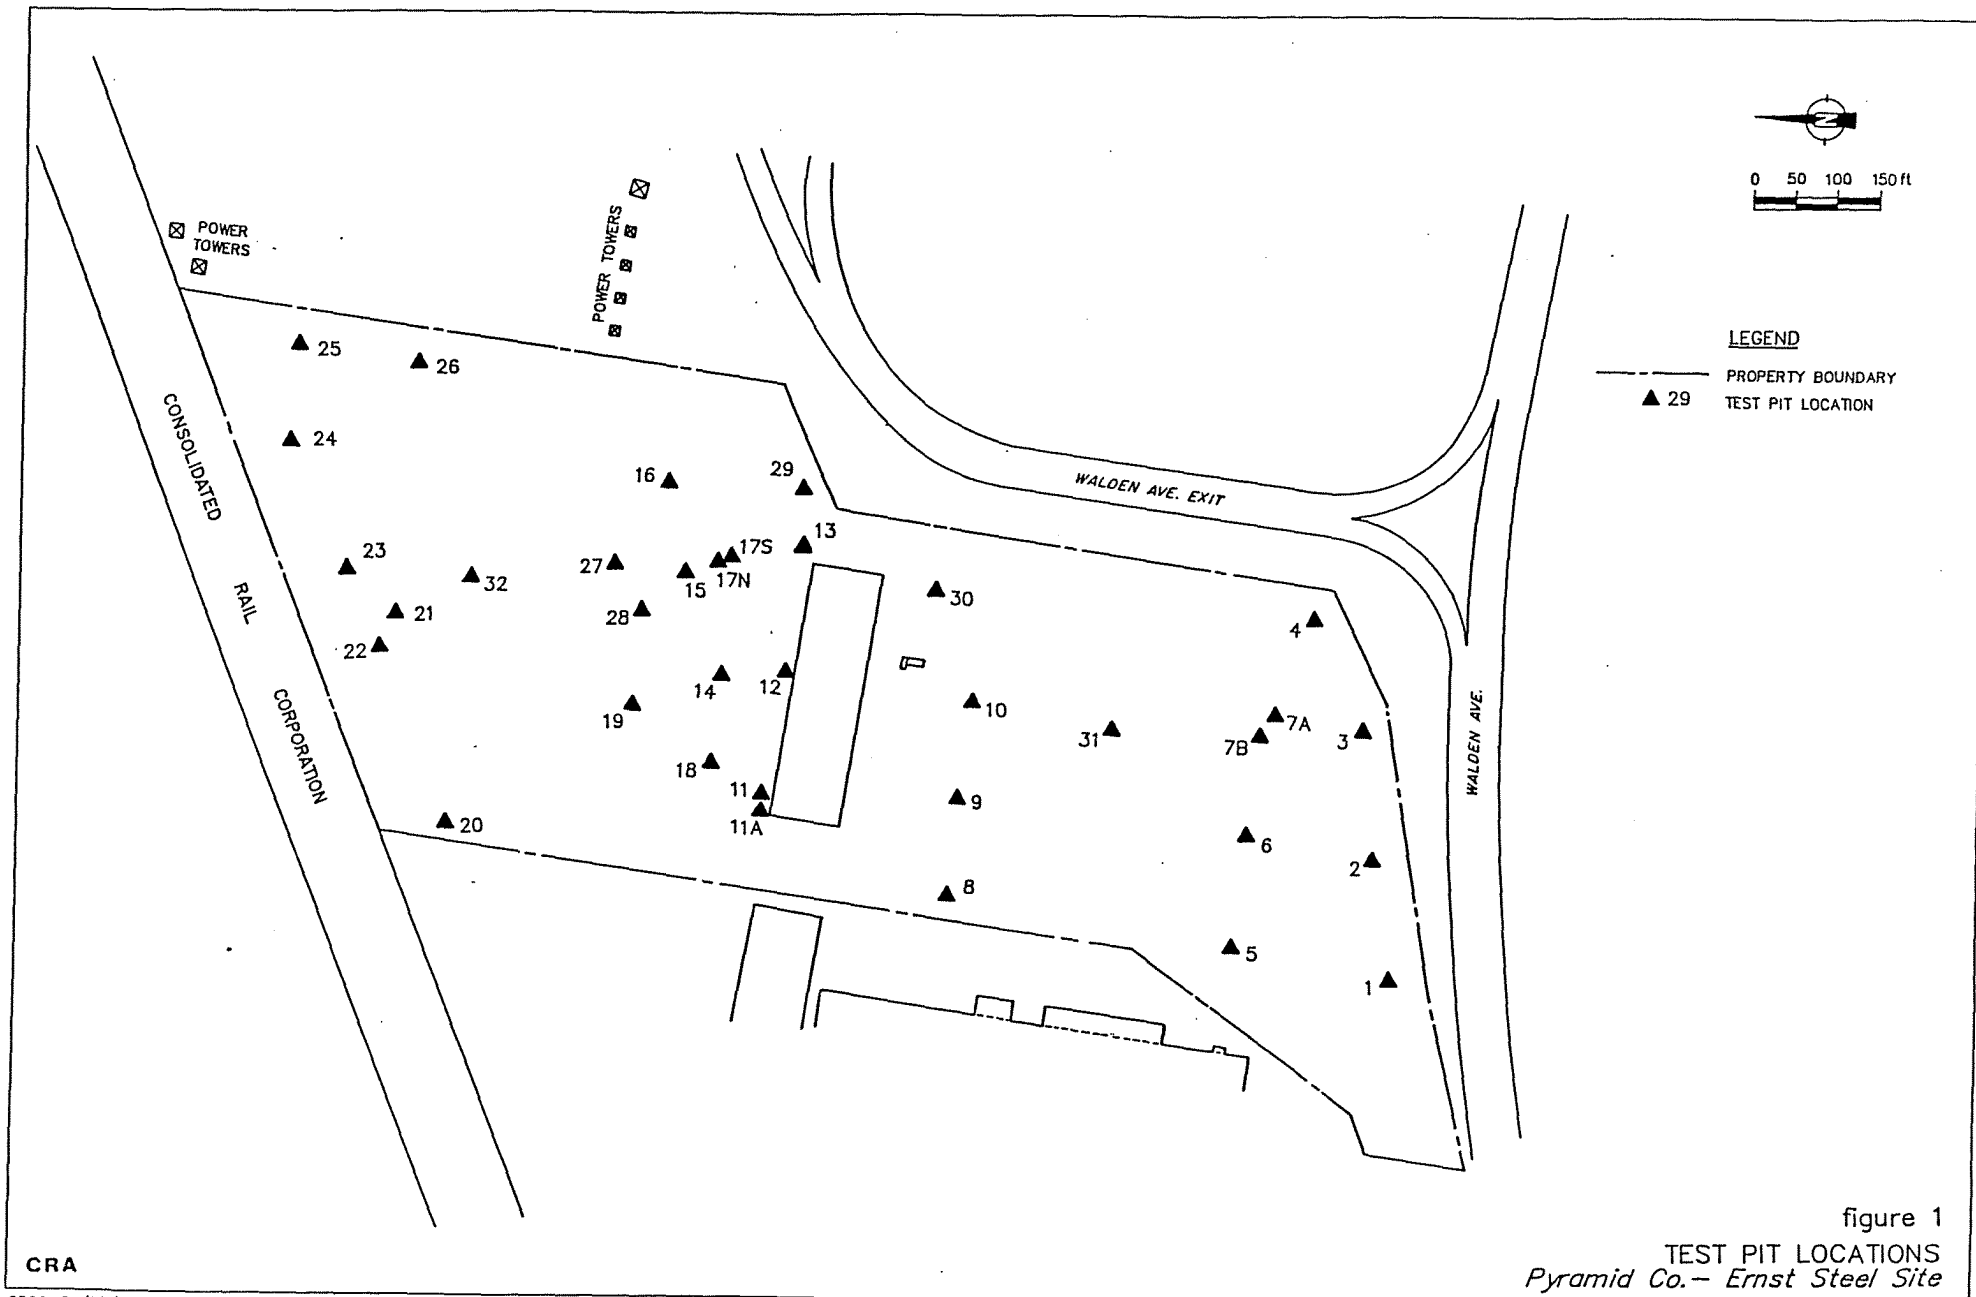 0 50 100 150 ft
POWER
TOWERS
POWER TOWERS
LEGEND
PROPERTY BOUNDARY
29
TEST PIT LOCATION
25
26
24
CONSOLIDATED
RAIL
CORPORATION
16
29
WALDEN AVE. EXIT
13
23
32
27
15
17S
17N
21
28
30
22
4
14
12
19
10
7A
31
7B
3
WALDEN AVE.
18
11
9
11A
20
6
2
8
5
1
figure 1
TEST PIT LOCATIONS
Pyramid Co.- Ernst Steel Site
CRA